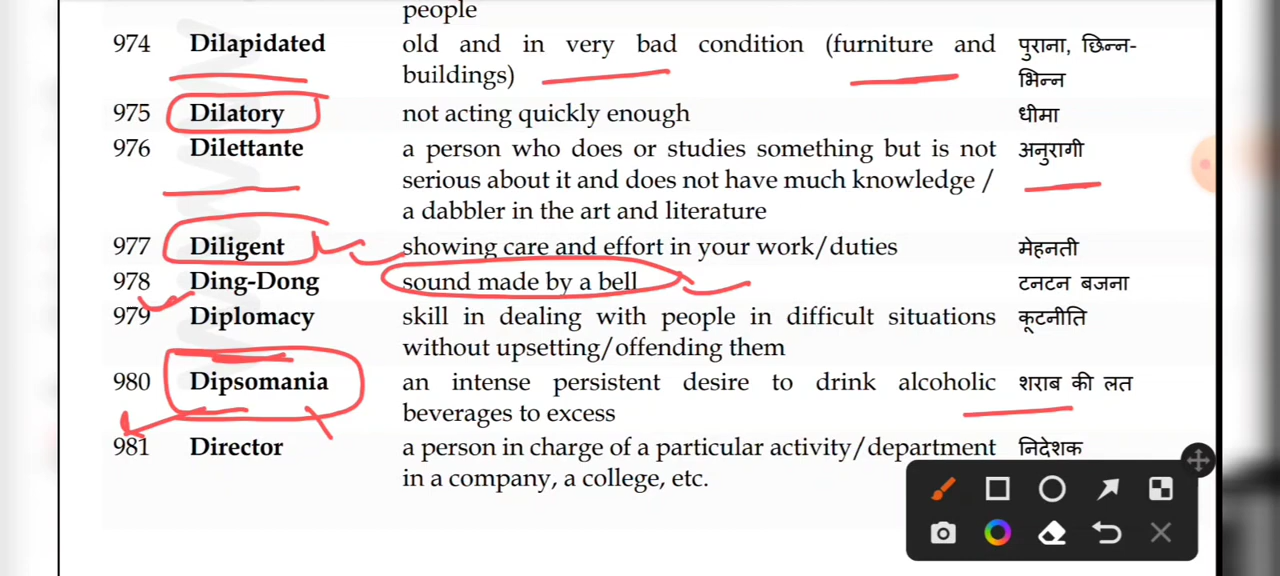 people
974 Dilapidated old and in very bad condition (furniture and पुराना, छिन्न-
buildings) भिन्न
975 Dilatory not acting quickly enough धीमा
976 Dilettante a person who does or studies something but is not अनुरागी
serious about it and does not have much knowledge /
a dabbler in the art and literature
977 Diligent showing care and effort in your work/duties मेहनती
978 Ding-Dong sound made by a bell टनटन बजना
979 Diplomacy skill in dealing with people in difficult situations कूटनीति
without upsetting/offending them
980 Dipsomania an intense persistent desire to drink alcoholic शराब की लत
beverages to excess
981 Director a person in charge of a particular activity/department निदेशक
in a company, a college, etc.